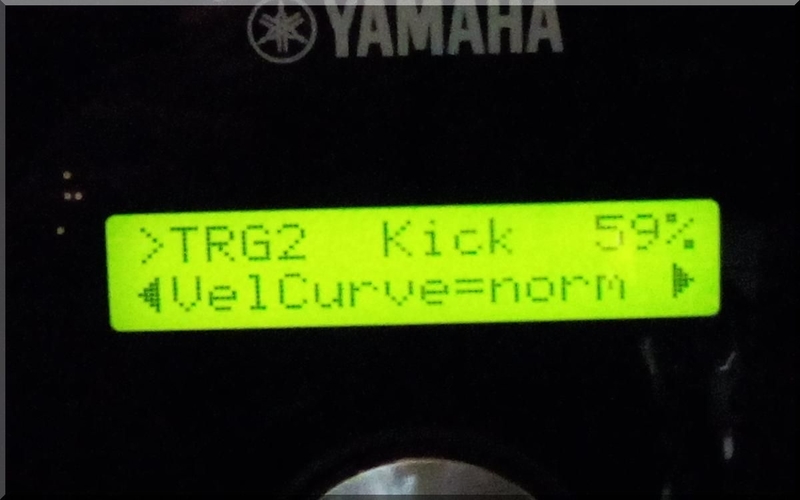 YAMAHA
>TRG2 Kick 59%
◀VelCurve=norm ▶